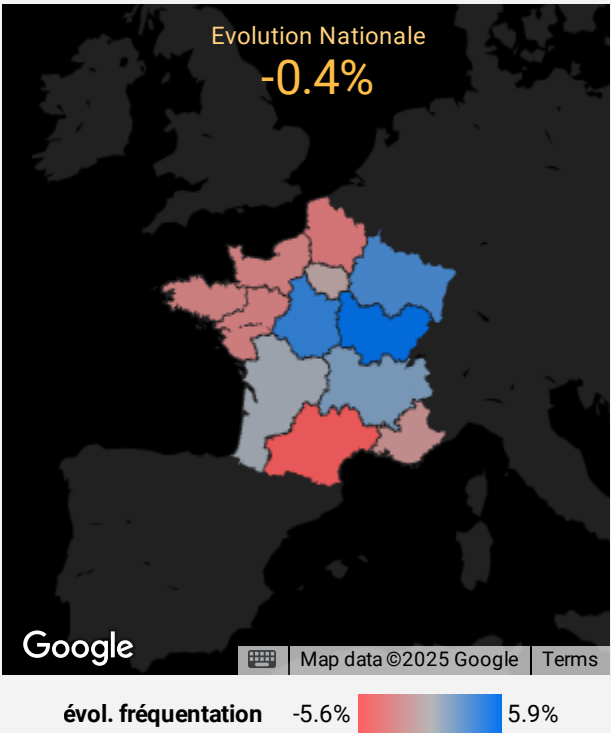 Evolution Nationale
-0.4%
Google
Map data ©2025 Google
Terms
évol. fréquentation -5.6% 5.9%